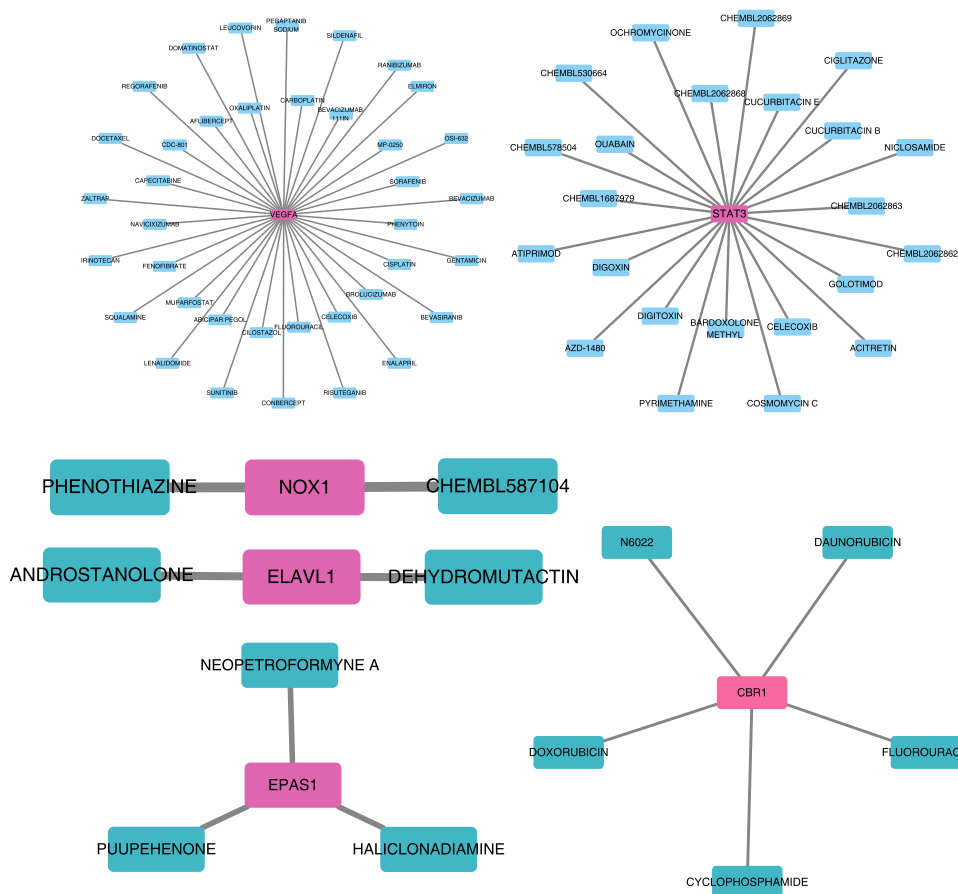 PEGAPTANIB
SODIUM
LEUCOVORIN
SILDENAFIL
DOMATINOSTAT
RANIBIZUMAB
REGORAFENIB
ELMIRON
OXALIPLATIN
CARBOPLATIN
BEVACIZUMAB
111IN
AFLIBERCEPT
DOCETAXEL
CDC-801
MP-0250
OSI-632
CAPECITABINE
SORAFENIB
ZALTRAP
BEVACIZUMAB
VEGFA
NAVICIXIZUMAB
PHENYTOIN
IRINOTECAN
FENOFIBRATE
CISPLATIN
GENTAMICIN
MUPARFOSTAT
BROLUCIZUMAB
SQUALAMINE
ABICIPAR PEGOL
CILOSTAZOL
FLUOROURACIL
CELECOXIB
BEVASIRANIB
LENALIDOMIDE
ENALAPRIL
SUNITINIB
CONBERCEPT
RISUTEGANIB
CHEMBL2062869
OCHROMYCINONE
CIGLITAZONE
CHEMBL530664
CHEMBL2062868
CUCURBITACIN E
CUCURBITACIN B
CHEMBL578504
OUABAIN
NICLOSAMIDE
CHEMBL1687979
CHEMBL2062863
STAT3
ATIPRIMOD
DIGOXIN
CHEMBL2062862
GOLOTIMOD
DIGITOXIN
BARDOXOLONE
METHYL
CELECOXIB
AZD-1480
ACITRETIN
PYRIMETHAMINE
COSMOMYCIN C
PHENOTHIAZINE
NOX1
CHEMBL587104
ANDROSTANOLONE
ELAVL1
DEHYDROMUTACTIN
NEOPETROFORMYNE A
EPAS1
PUUPEHENONE
HALICLONADIAMINE
N6022
DAUNORUBICIN
CBR1
DOXORUBICIN
FLUOROURAC
CYCLOPHOSPHAMIDE